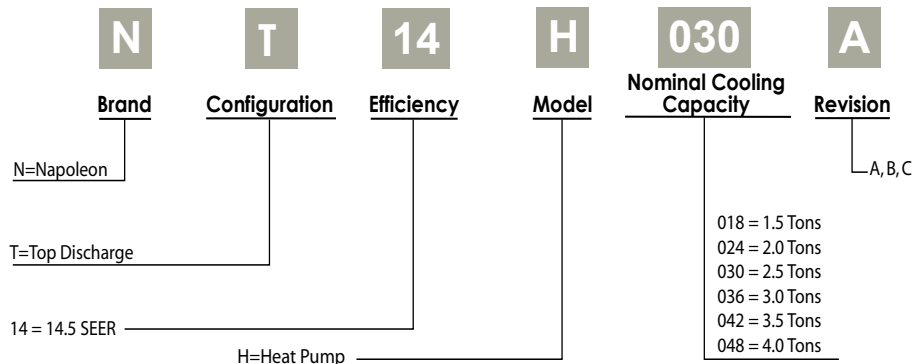 N T 14 H 030 A
Brand Configuration Efficiency Model Nominal Cooling Capacity Revision
N=Napoleon
A, B, C
T=Top Discharge
018 = 1.5 Tons
024 = 2.0 Tons
030 = 2.5 Tons
036 = 3.0 Tons
042 = 3.5 Tons
048 = 4.0 Tons
14 = 14.5 SEER
H=Heat Pump